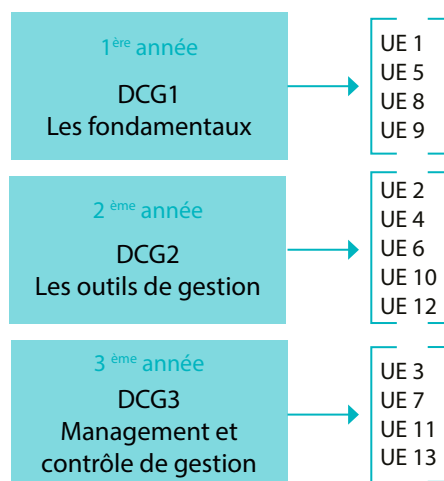 1ère année
DCG1
Les fondamentaux
UE 1
UE 5
UE 8
UE 9
2 ème année
DCG2
Les outils de gestion
UE 2
UE 4
UE 6
UE 10
UE 12
3 ème année
DCG3
Management et
contrôle de gestion
UE 3
UE 7
UE 11
UE 13